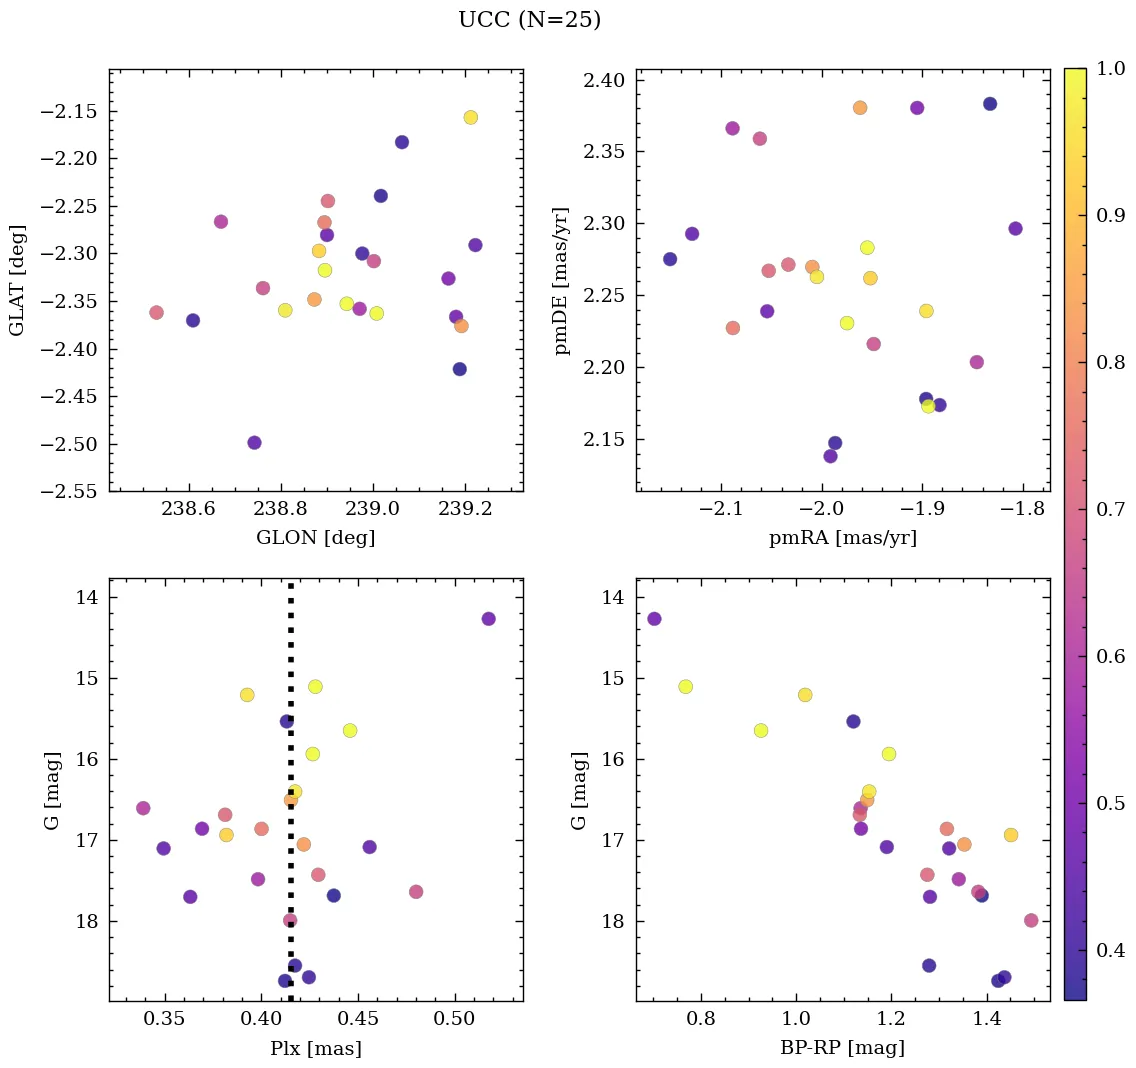 UCC (N=25)
−2.15
−2.20
−2.25
−2.30
−2.35
−2.40
−2.45
−2.50
−2.55
GLAT [deg]
238.6 238.8 239.0 239.2
GLON [deg]
2.40
2.35
2.30
2.25
2.20
2.15
pmDE [mas/yr]
−2.1 −2.0 −1.9 −1.8
pmRA [mas/yr]
14
15
16
17
18
G [mag]
0.35 0.40 0.45 0.50
Plx [mas]
14
15
16
17
18
G [mag]
0.8 1.0 1.2 1.4
BP-RP [mag]
1.0
0.9
0.8
0.7
0.6
0.5
0.4